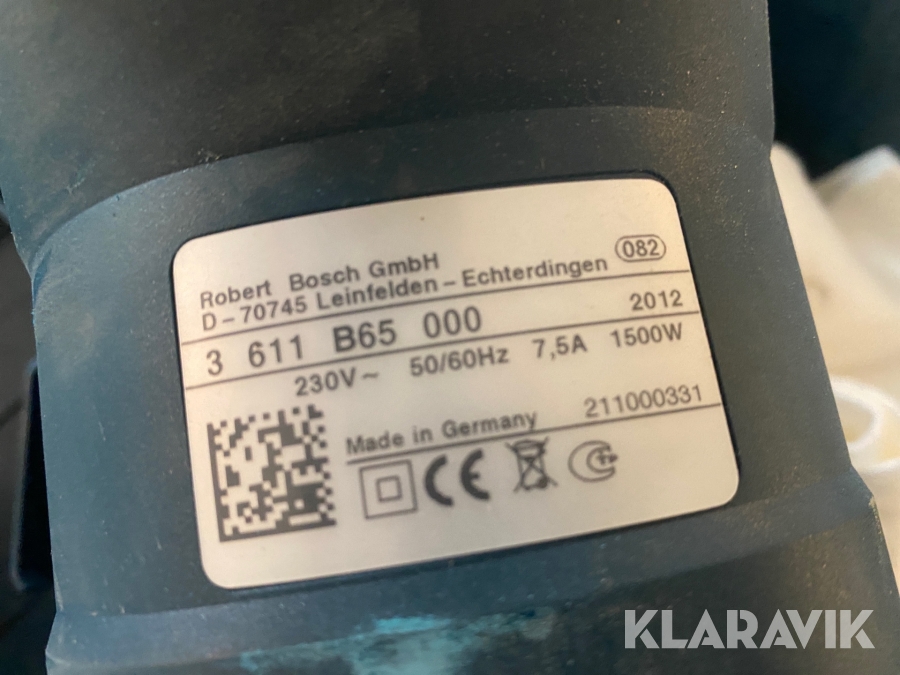 Robert Bosch GmbH
D-70745 Leinfelden-Echterdingen 082
3 611 B65 000 2012
230V~ 50/60Hz 7,5A 1500W
Made in Germany 211000331
CE
KLARAVIK